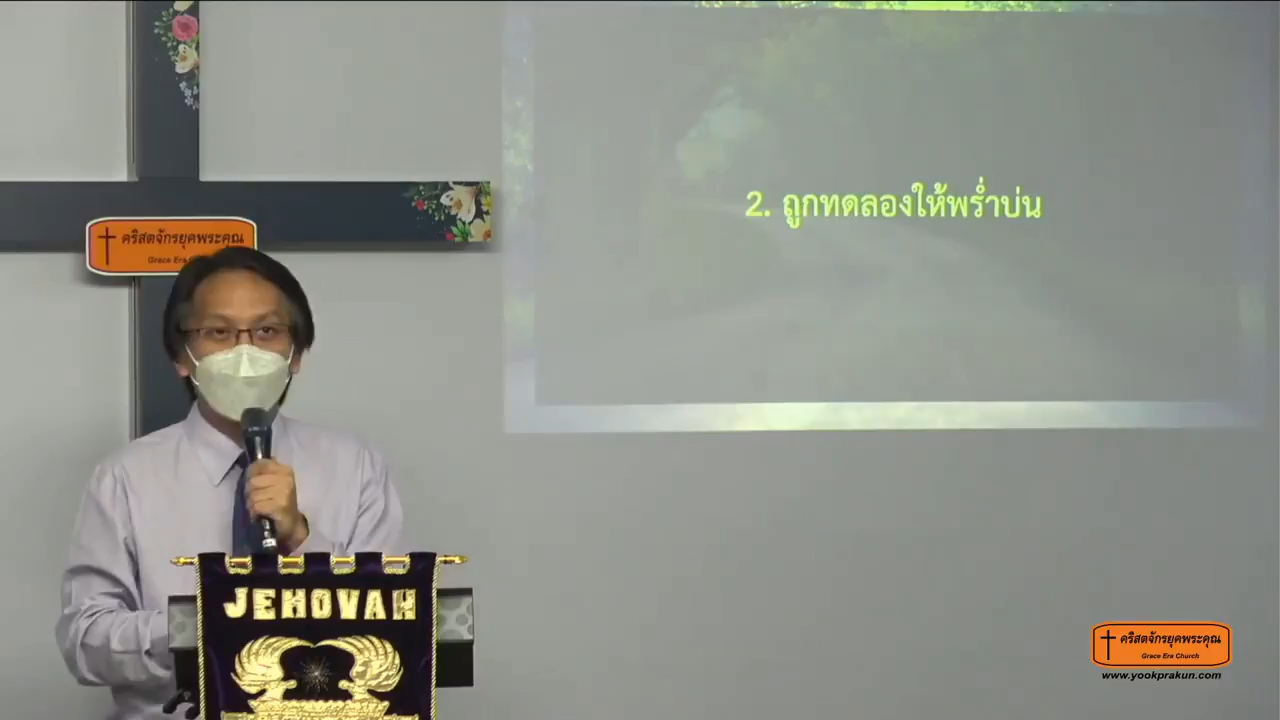 2. ถูกทดลองให้พร่ำบ่น
คริสตจักรยุคพระคุณ
Grace Era
JEHOVAH
คริสตจักรยุคพระคุณ
Grace Era Church
www.yookprakun.com